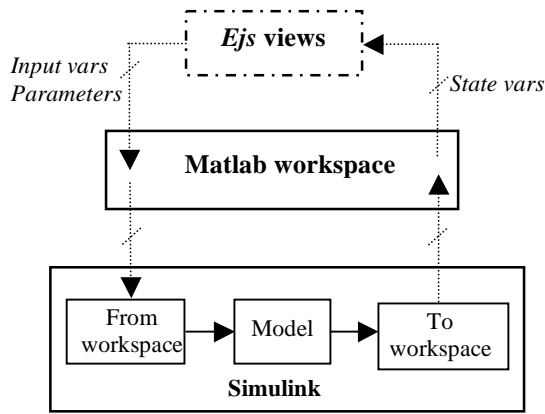 Ejs views
Input vars
Parameters
State vars
Matlab workspace
From
workspace
Model
To
workspace
Simulink